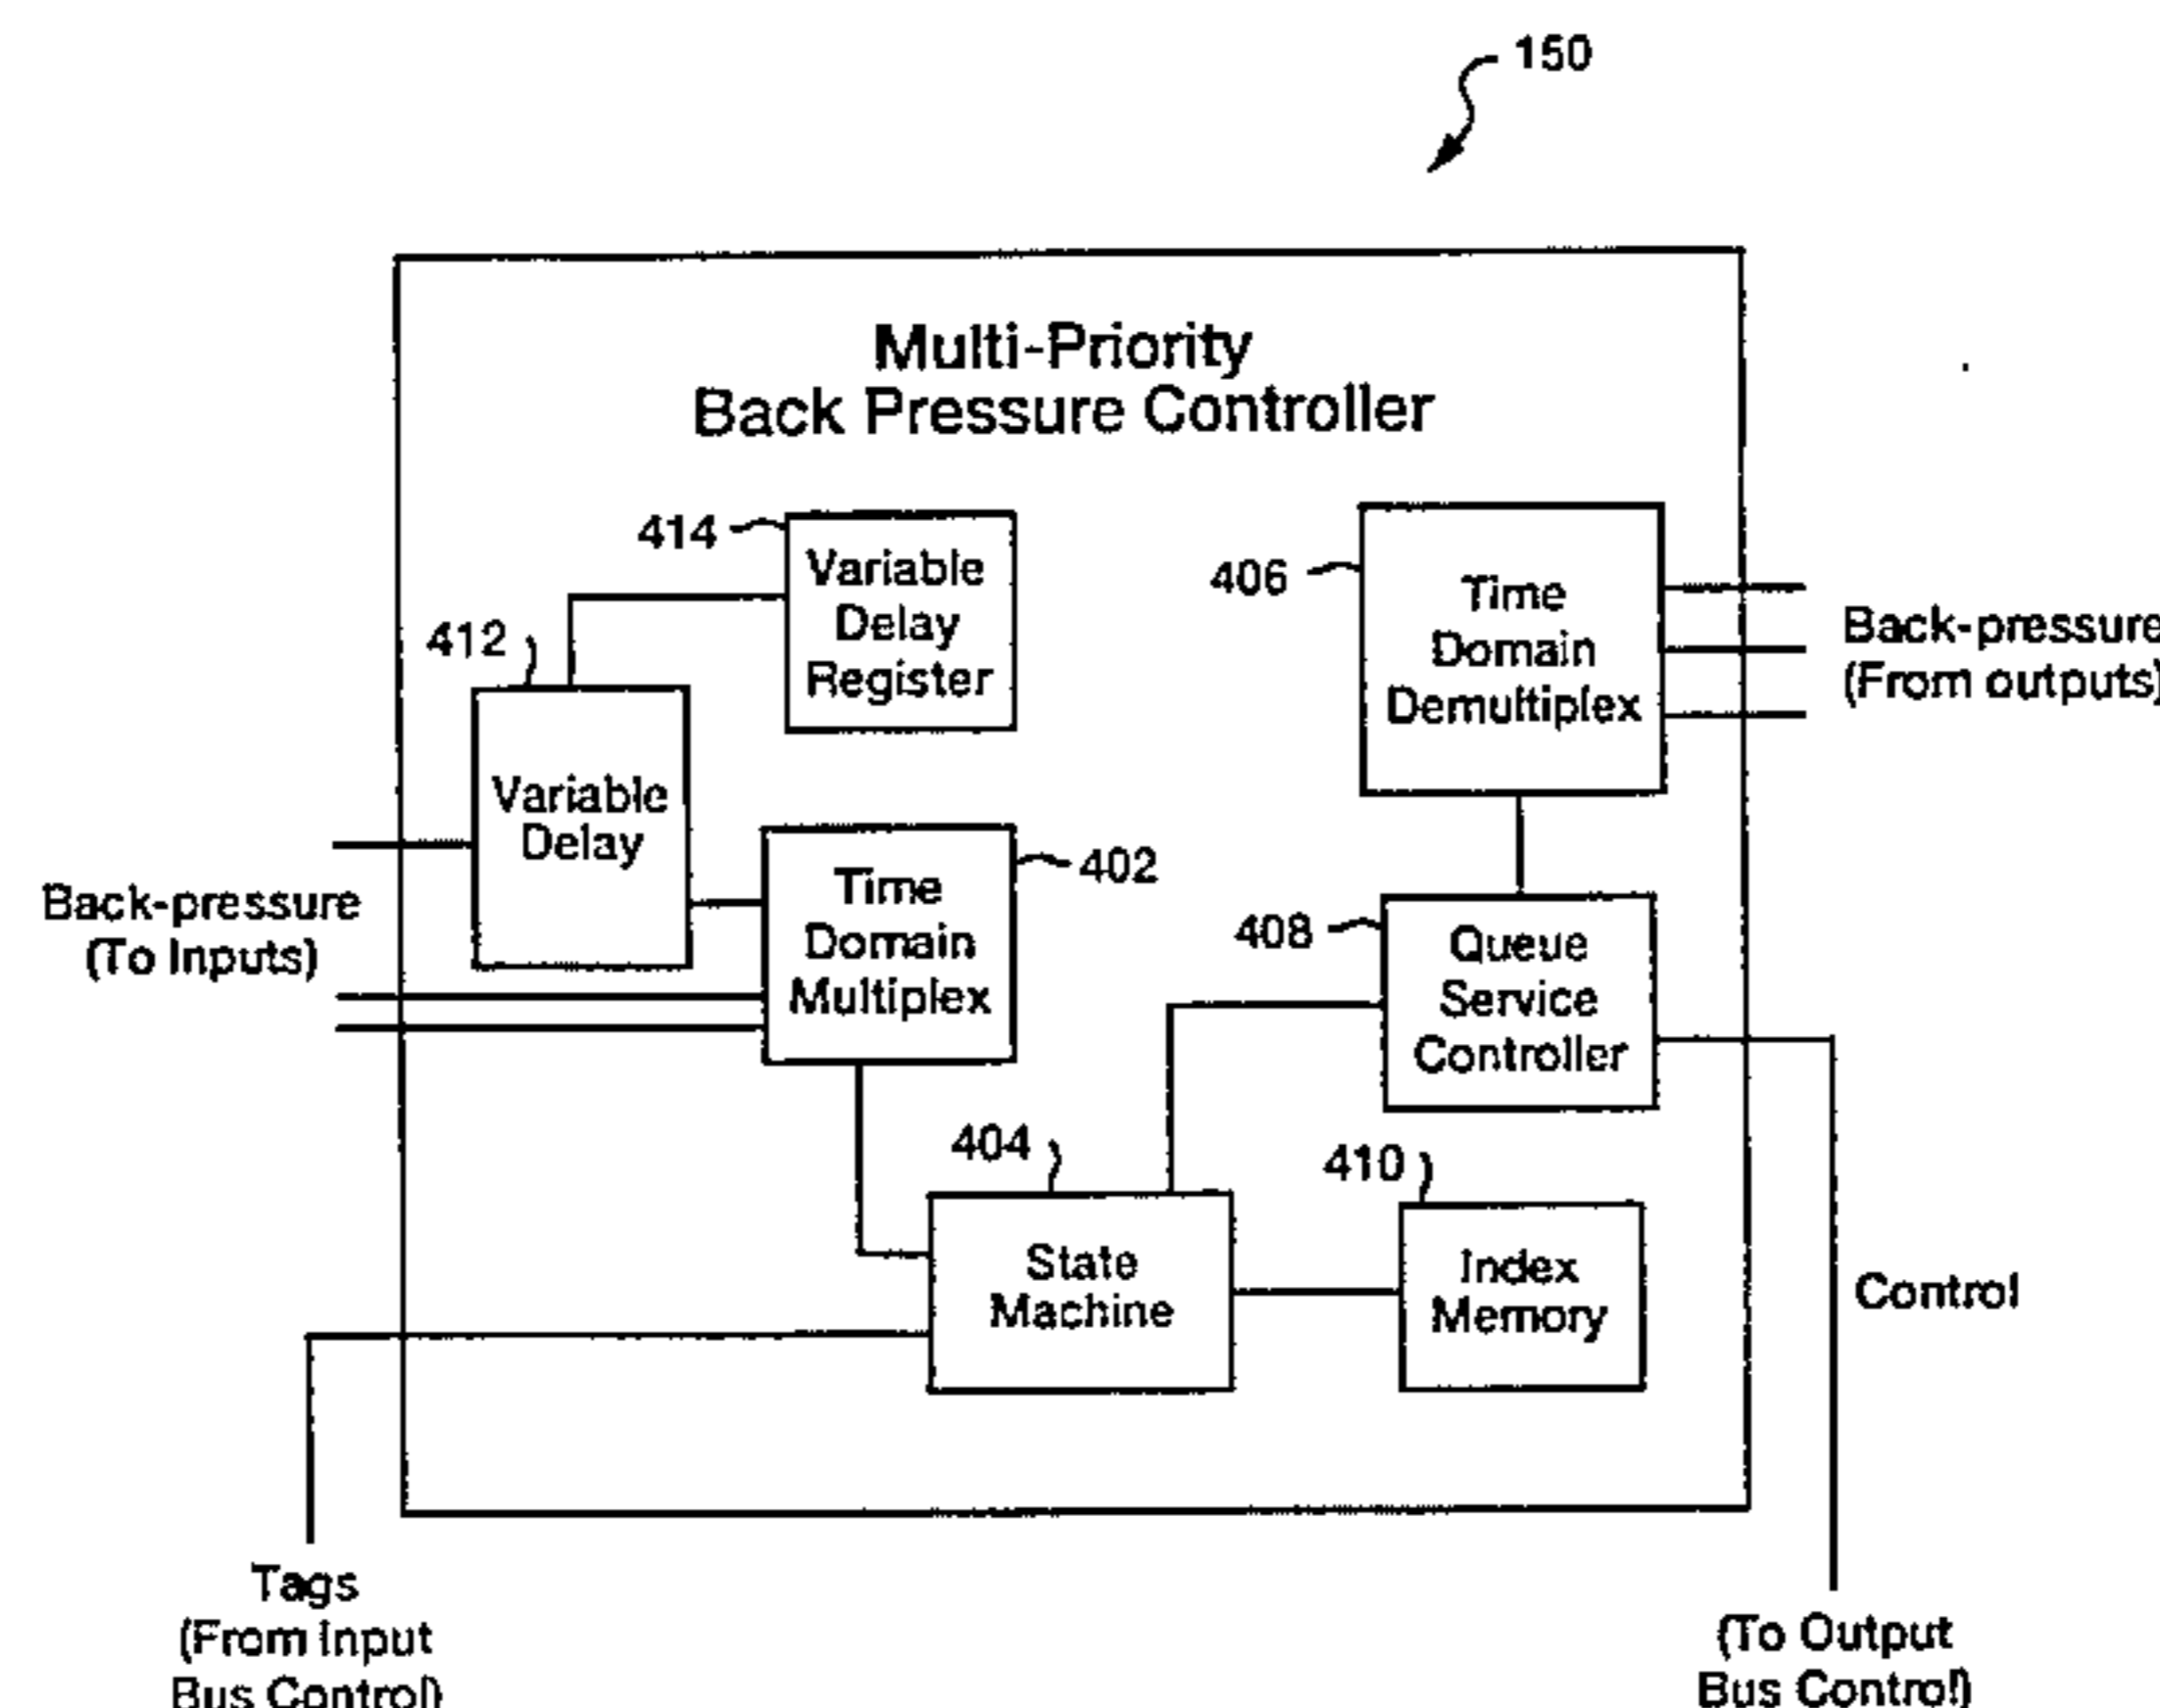 150
Multi-Priority
Back Pressure Controller
414
Variable
Delay
Register
406
Time
Domain
Demultiplex
Back-pressure
(From outputs)
412
Variable
Delay
402
Time
Domain
Multiplex
Back-pressure
(To Inputs)
408
Queue
Service
Controller
404
State
Machine
410
Index
Memory
Control
Tags
(From Input
Bus Control)
(To Output
Bus Control)